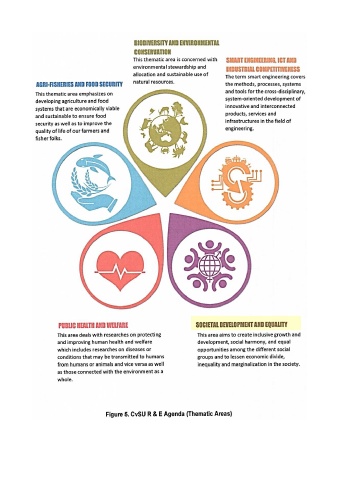 BIODIVERSITY AND ENVIRONMENTAL
CONSERVATION
This thematic area is concerned with
environmental stewardship and
allocation and sustainable use of
natural resources.
SMART ENGINEERING, ICT AND
INDUSTRIAL COMPETITIVENESS
The term smart engineering covers
the methods, processes, systems
and tools for the cross-disciplinary,
system-oriented development of
innovative and interconnected
products, services and
infrastructures in the field of
engineering.
AGRI-FISHERIES AND FOOD SECURITY
This thematic area emphasizes on
developing agriculture and food
systems that are economically viable
and sustainable to ensure food
security as well as to improve the
quality of life of our farmers and
fisher folks.
PUBLIC HEALTH AND WELFARE
This area deals with researches on protecting
and improving human health and welfare
which includes researches on diseases or
conditions that may be transmitted to humans
from humans or animals and vice versa as well
as those connected with the environment as a
whole.
SOCIETAL DEVELOPMENT AND EQUALITY
This area aims to create inclusive growth and
development, social harmony, and equal
opportunities among the different social
groups and to lessen economic divide,
inequality and marginalization in the society.
Figure 6. CvSU R & E Agenda (Thematic Areas)